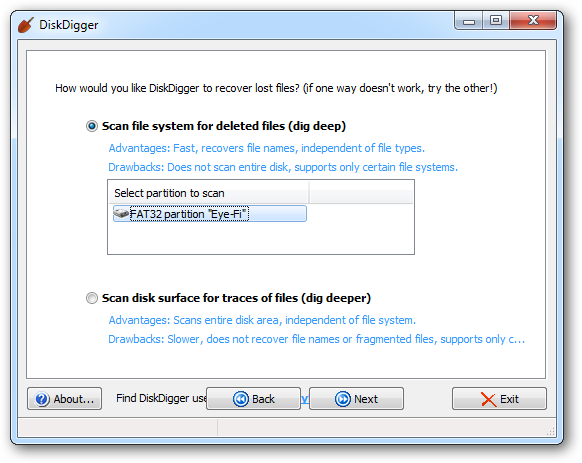 DiskDigger
How would you like DiskDigger to recover lost files? (if one way doesn't work, try the other!)
Scan file system for deleted files (dig deep)
Advantages: Fast, recovers file names, independent of file types.
Drawbacks: Does not scan entire disk, supports only certain file systems.
Select partition to scan
FAT32 partition "Eye-Fi"
Scan disk surface for traces of files (dig deeper)
Advantages: Scans entire disk area, independent of file system.
Drawbacks: Slower, does not recover file names or fragmented files, supports only c...
About... Find DiskDigger use Back Next Exit